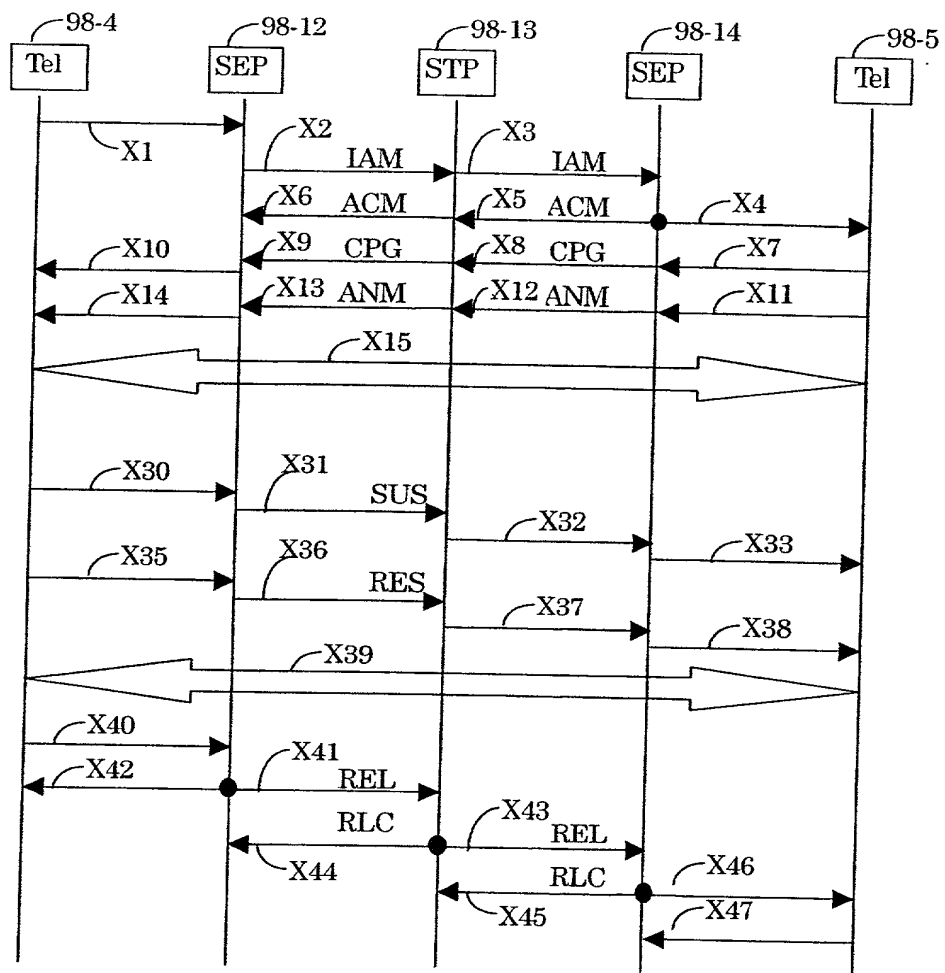 98-4 98-12 98-13 98-14 98-5
Tel SEP STP SEP Tel
X1 X2 IAM X3 IAM
X6 ACM X5 ACM X4
X10 X9 CPG X8 CPG X7
X14 X13 ANM X12 ANM X11
X15
X30 X31 SUS
X32 X33
X35 X36 RES
X37 X38
X39
X40
X42 X41 REL
RLC X43 REL
X44 RLC X46
X45 X47